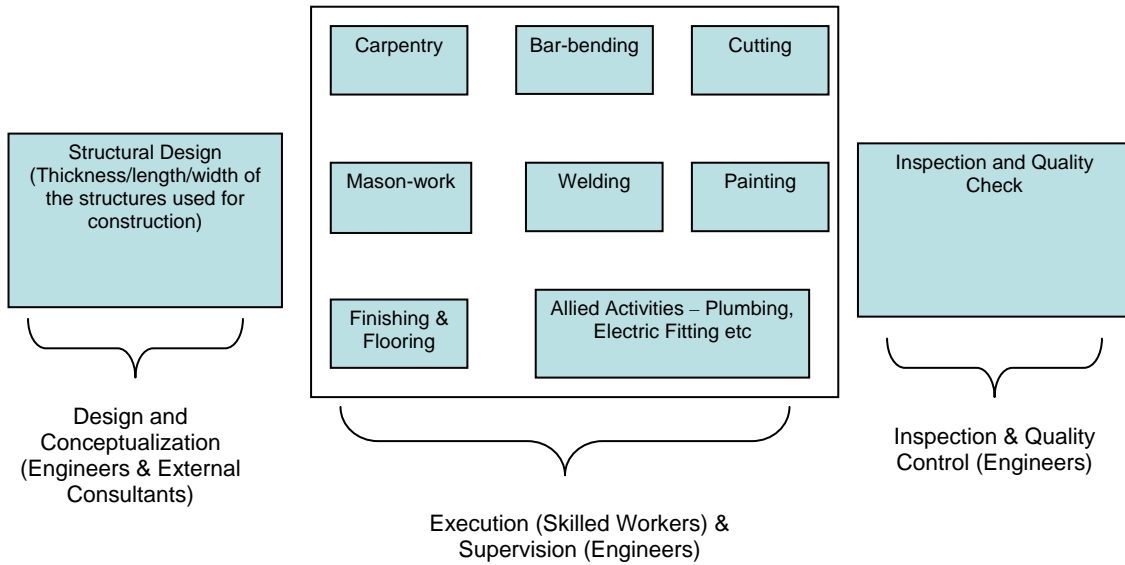 Carpentry
Bar-bending
Cutting
Structural Design
(Thickness/length/width of
the structures used for
construction)
Mason-work
Welding
Painting
Inspection and Quality
Check
Finishing &
Flooring
Allied Activities – Plumbing,
Electric Fitting etc
Design and
Conceptualization
(Engineers & External
Consultants)
Execution (Skilled Workers) &
Supervision (Engineers)
Inspection & Quality
Control (Engineers)